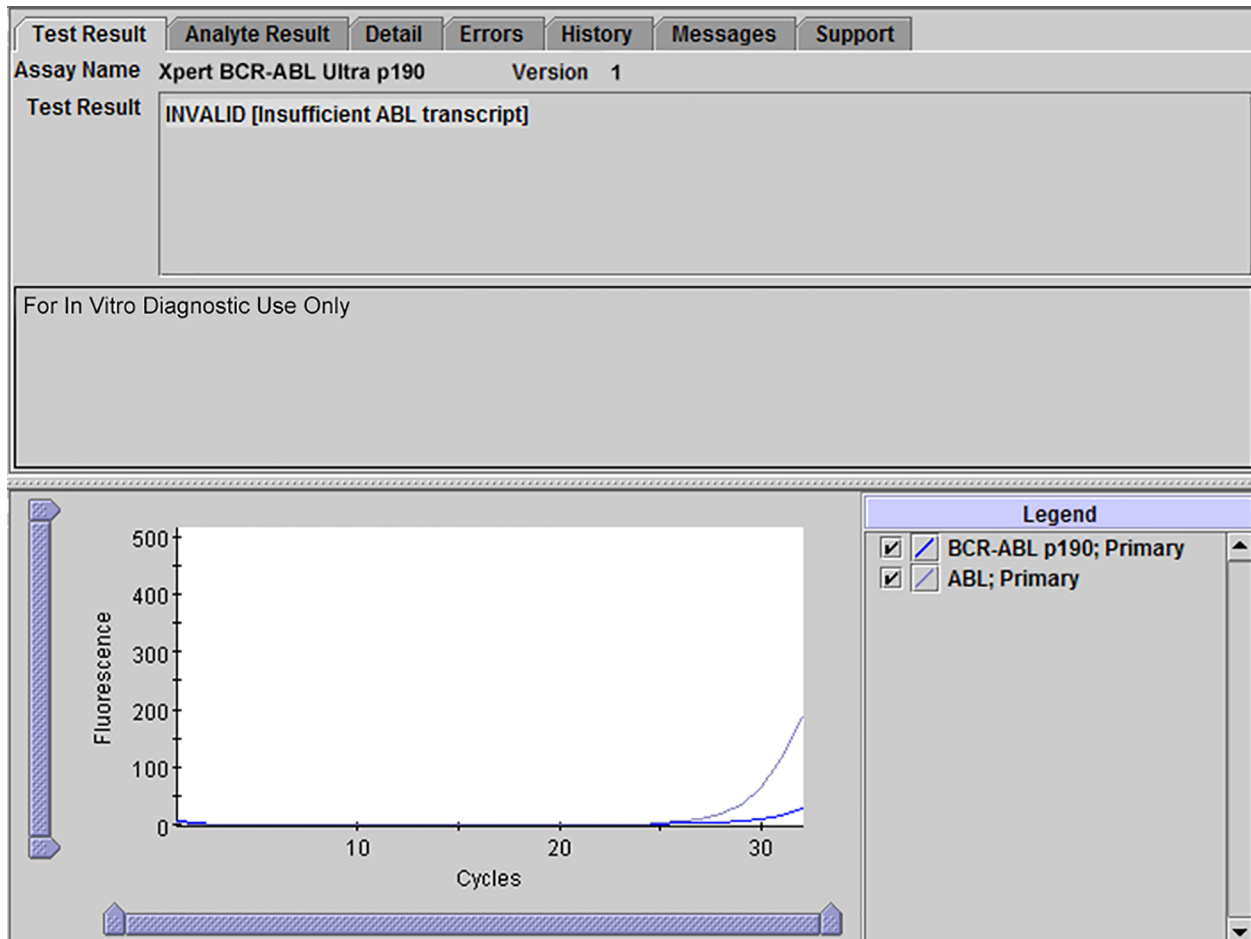 Test Result Analyte Result Detail Errors History Messages Support
Assay Name Xpert BCR-ABL Ultra p190 Version 1
Test Result INVALID [Insufficient ABL transcript]
For In Vitro Diagnostic Use Only
Legend
BCR-ABL p190; Primary
ABL; Primary
Fluorescence
500
400
300
200
100
0
10 20 30
Cycles